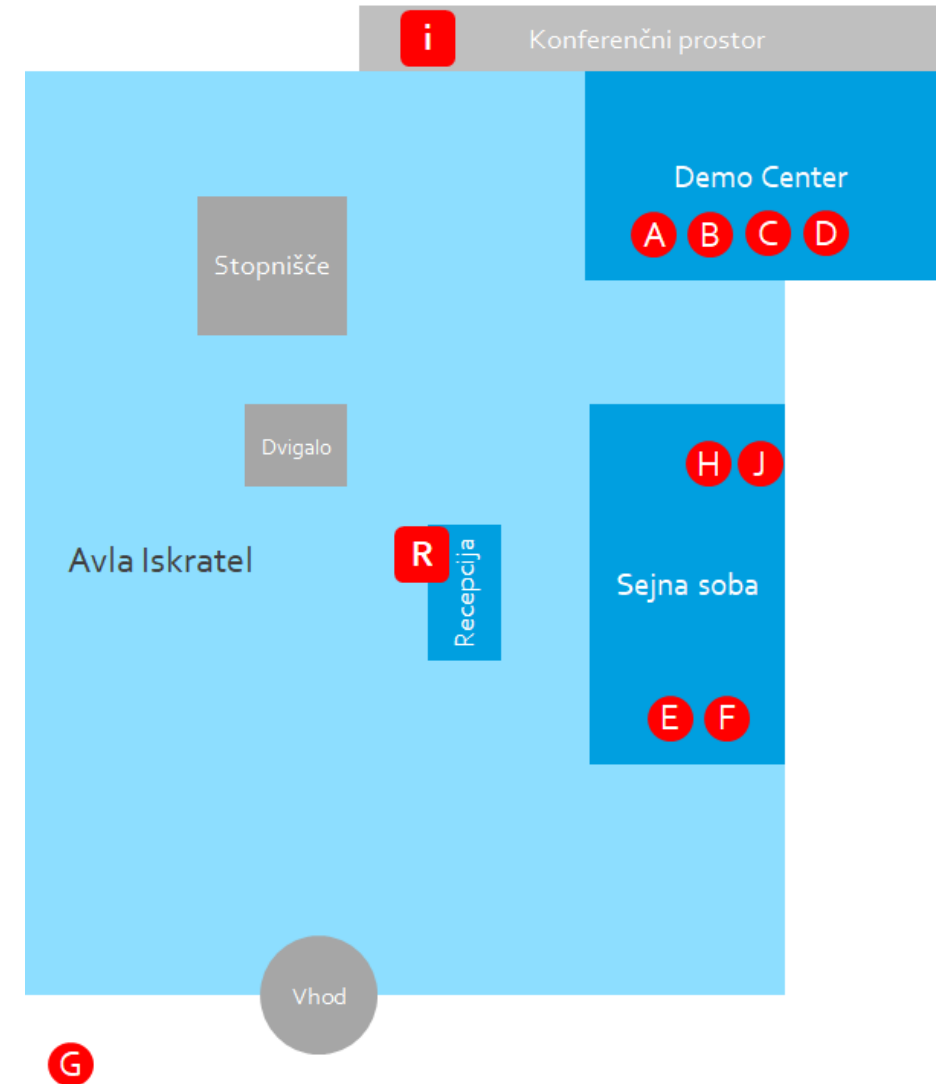 i Konferenčni prostor
Demo Center
A B C D
Stopnišče
Dvigalo
H J
Avla Iskratel
R Recepcija
Sejna soba
E F
Vhod
G